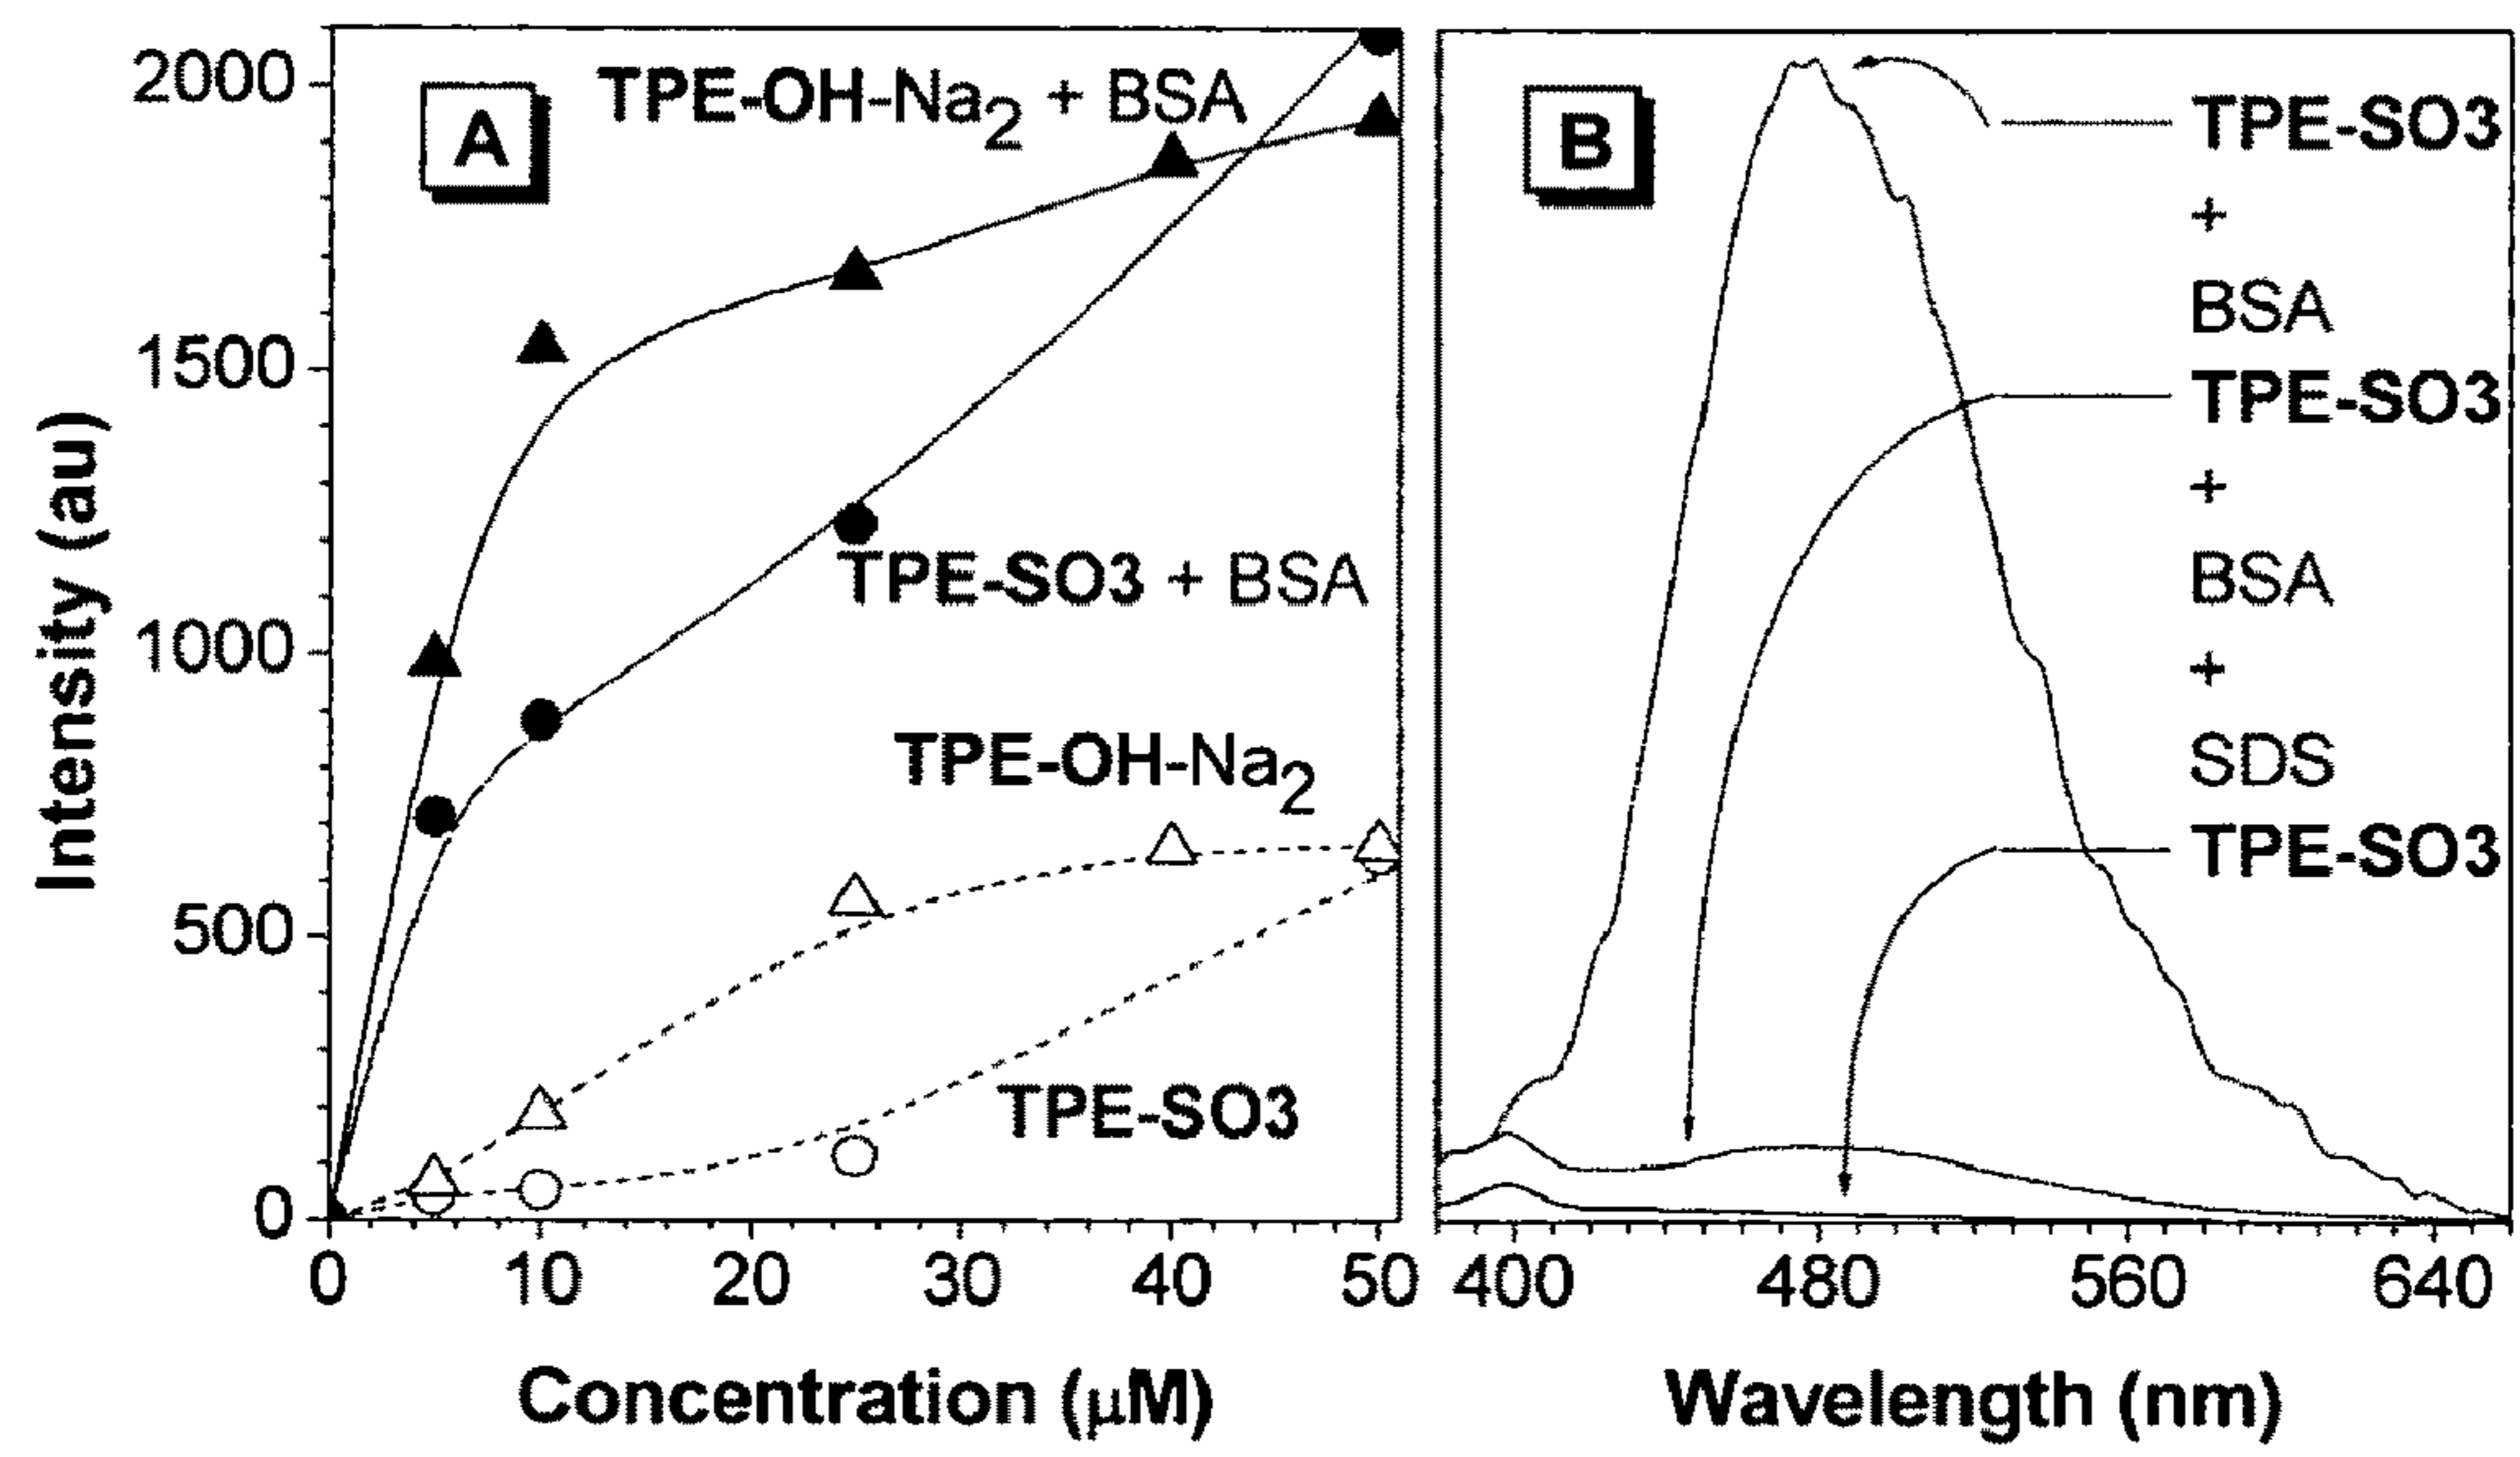 A
B
Intensity (au)
2000
1500
1000
500
0
TPE-OH-Na2 + BSA
TPE-SO3 + BSA
TPE-OH-Na2
TPE-SO3
0 10 20 30 40 50
Concentration (μM)
TPE-SO3
+
BSA
TPE-SO3
+
BSA
+
SDS
TPE-SO3
400 480 560 640
Wavelength (nm)